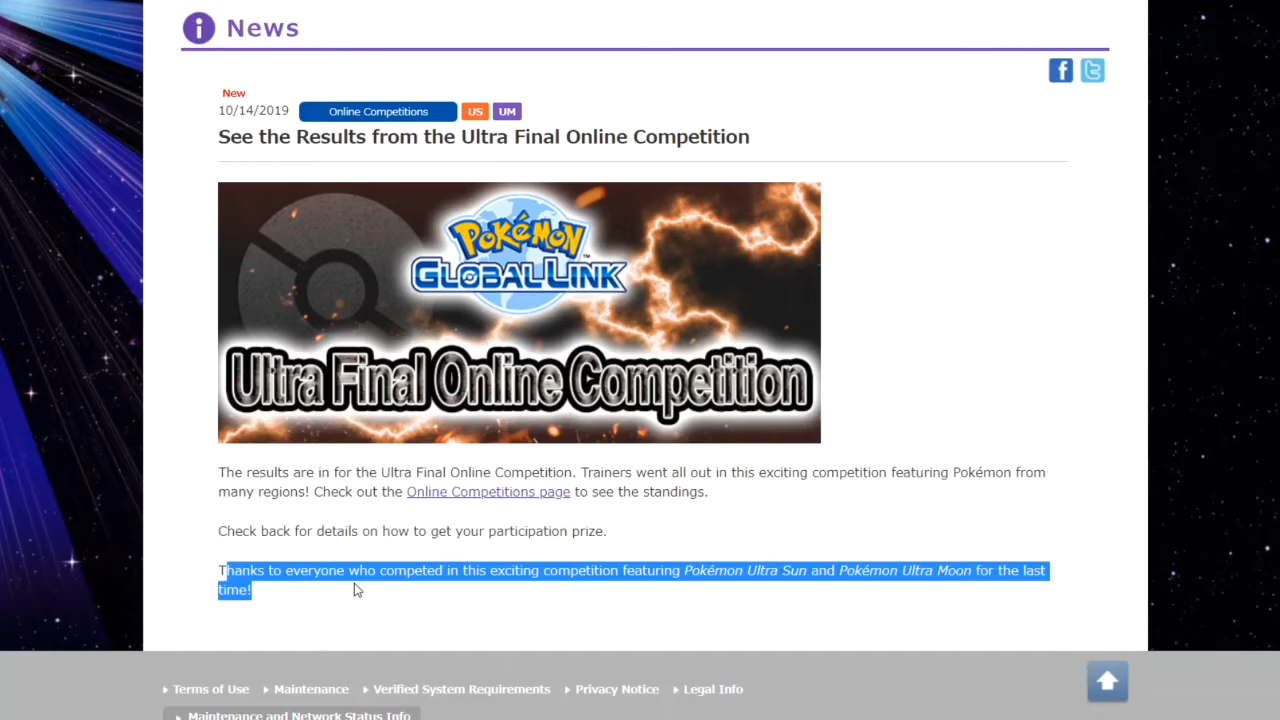 News
New
10/14/2019 Online Competitions US UM
See the Results from the Ultra Final Online Competition
POKéMON™
GLOBAL LINK
Ultra Final Online Competition
The results are in for the Ultra Final Online Competition. Trainers went all out in this exciting competition featuring Pokémon from
many regions! Check out the Online Competitions page to see the standings.
Check back for details on how to get your participation prize.
Thanks to everyone who competed in this exciting competition featuring Pokémon Ultra Sun and Pokémon Ultra Moon for the last
time!
Terms of Use Maintenance Verified System Requirements Privacy Notice Legal Info
Maintenance and Network Status Info